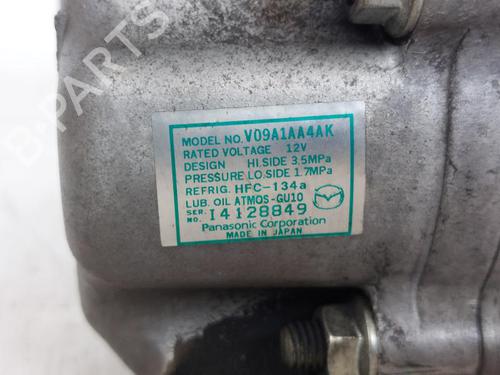 MODEL NO. V09A1AA4AK
RATED VOLTAGE 12V
DESIGN HI.SIDE 3.5MPa
PRESSURE LO.SIDE 1.7MPa
REFRIG. HFC-134a
LUB. OIL ATMOS-GU10
SER. NO. I4128849
Panasonic Corporation
MADE IN JAPAN